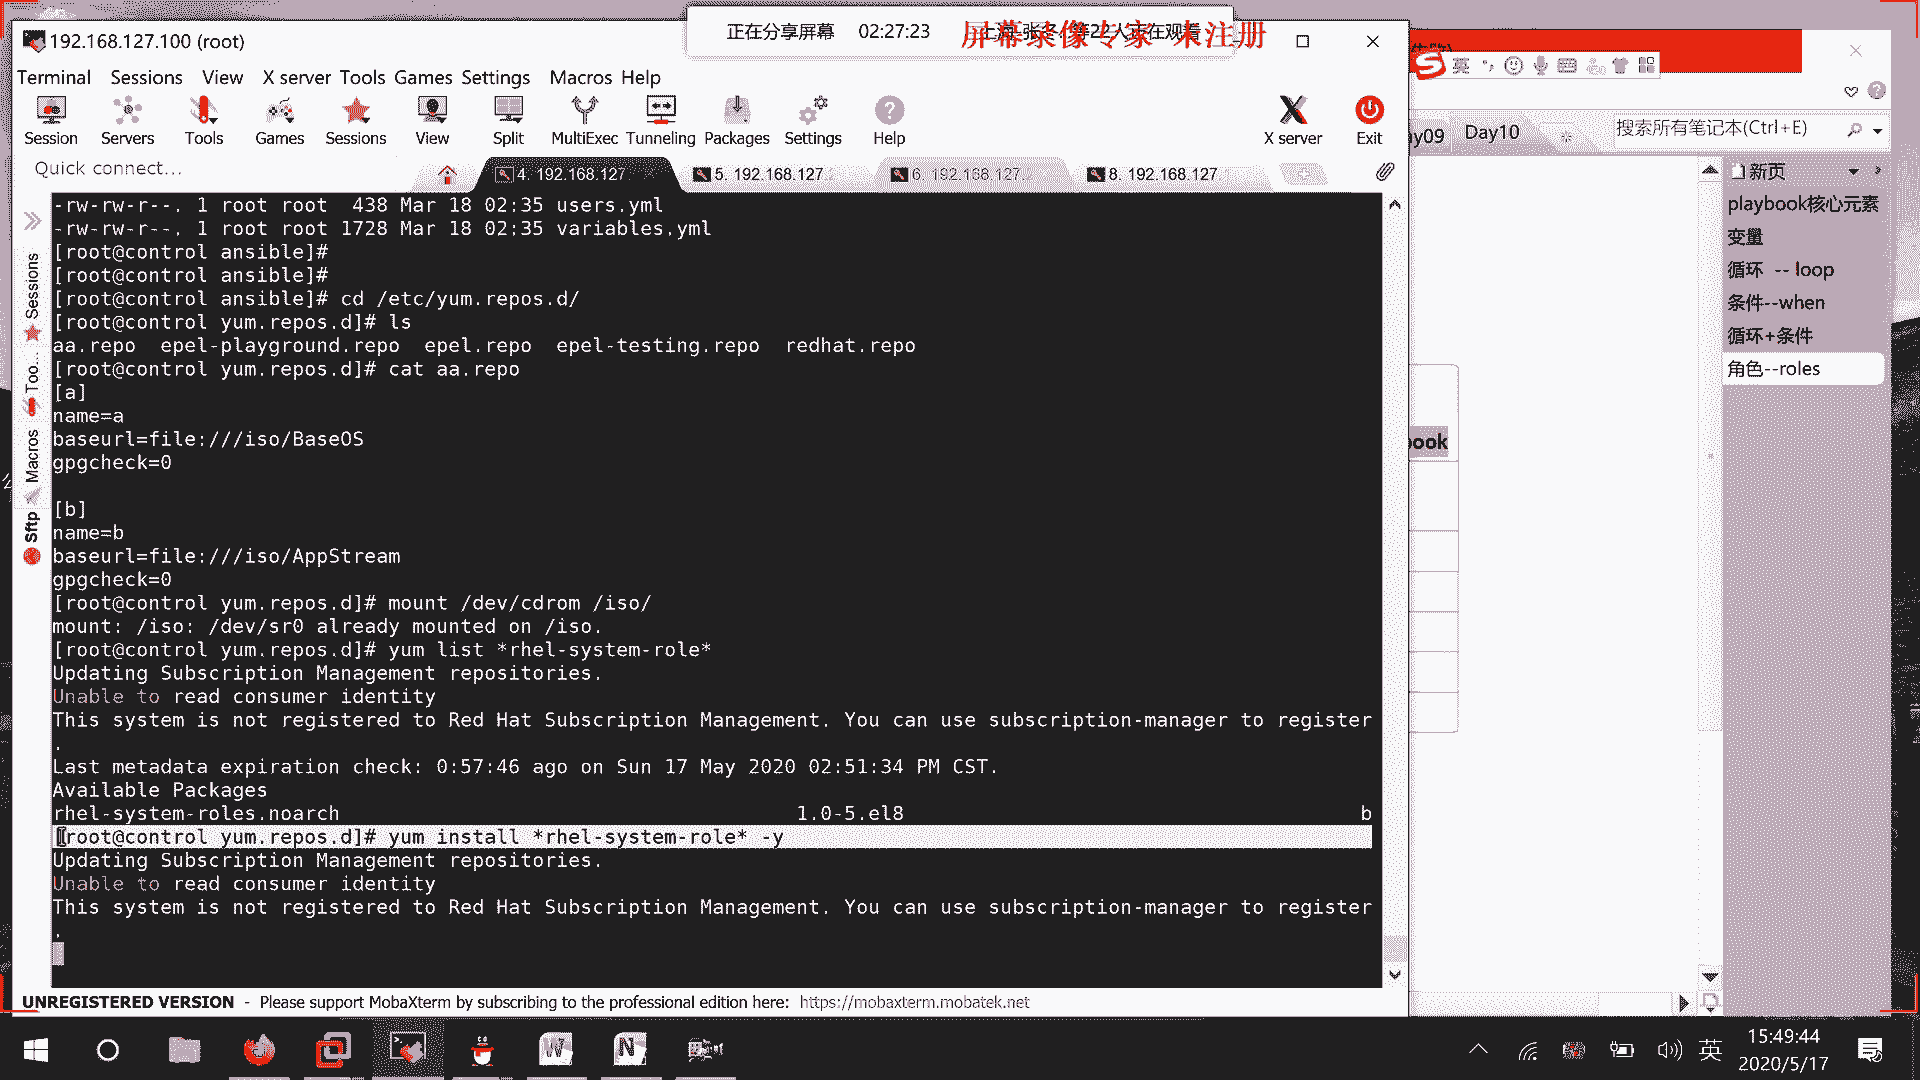 192.168.127.100 (root)
正在分享屏幕 02:27:23
屏幕录像专家 未注册
Terminal Sessions View X server Tools Games Settings Macros Help
Session Servers Tools Games Sessions View Split MultiExec Tunneling Packages Settings Help X server Exit
Quick connect...
4. 192.168.127
5. 192.168.127.
6. 192.168.127...
8. 192.168.127
-rw-rw-r--. 1 root root  438 Mar 18 02:35 users.yml
-rw-rw-r--. 1 root root 1728 Mar 18 02:35 variables.yml
[root@control ansible]#
[root@control ansible]#
[root@control ansible]# cd /etc/yum.repos.d/
[root@control yum.repos.d]# ls
aa.repo  epel-playground.repo  epel.repo  epel-testing.repo  redhat.repo
[root@control yum.repos.d]# cat aa.repo
[a]
name=a
baseurl=file:///iso/BaseOS
gpgcheck=0
[b]
name=b
baseurl=file:///iso/AppStream
gpgcheck=0
[root@control yum.repos.d]# mount /dev/cdrom /iso/
mount: /iso: /dev/sr0 already mounted on /iso.
[root@control yum.repos.d]# yum list *rhel-system-role*
Updating Subscription Management repositories.
Unable to read consumer identity
This system is not registered to Red Hat Subscription Management. You can use subscription-manager to register
.
Last metadata expiration check: 0:57:46 ago on Sun 17 May 2020 02:51:34 PM CST.
Available Packages
rhel-system-roles.noarch 1.0-5.el8 b
[root@control yum.repos.d]# yum install *rhel-system-role* -y
Updating Subscription Management repositories.
Unable to read consumer identity
This system is not registered to Red Hat Subscription Management. You can use subscription-manager to register
.
Sessions
Too...
Macros
Sftp
UNREGISTERED VERSION - Please support MobaXterm by subscribing to the professional edition here: https://mobaxterm.mobatek.net
英
y09 Day10
搜索所有笔记本(Ctrl+E)
新页
playbook核心元素
变量
循环 -- loop
条件--when
循环+条件
角色--roles
book
英
15:49:44
2020/5/17